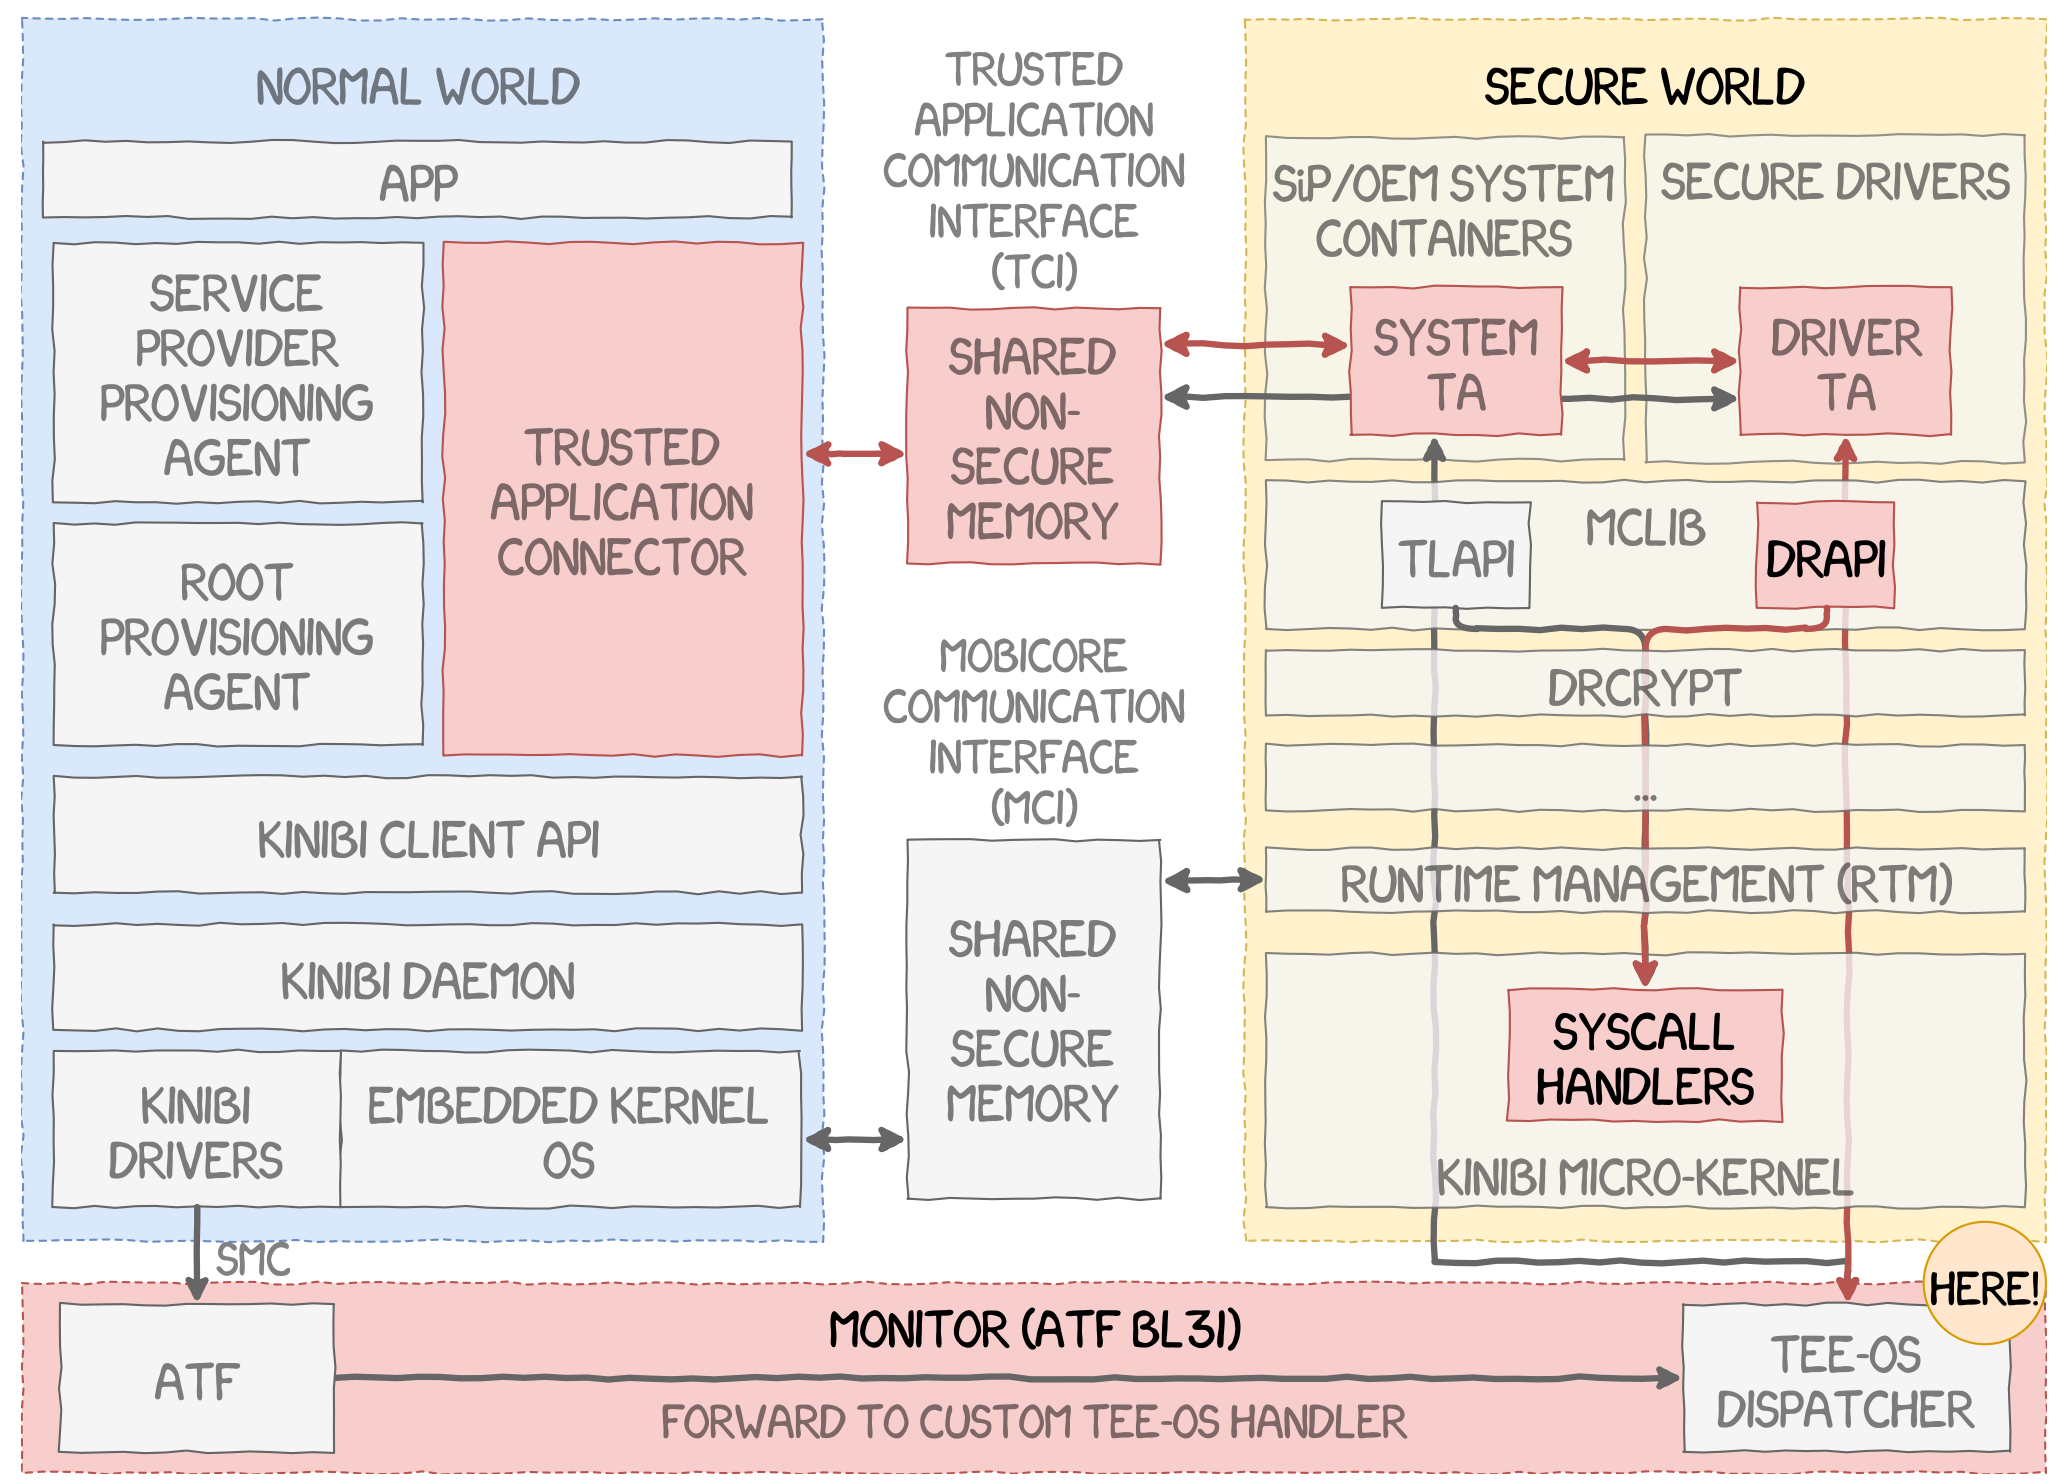 NORMAL WORLD
APP
SERVICE
PROVIDER
PROVISIONING
AGENT
ROOT
PROVISIONING
AGENT
TRUSTED
APPLICATION
CONNECTOR
KINIBI CLIENT API
KINIBI DAEMON
KINIBI
DRIVERS
EMBEDDED KERNEL
OS
SMC
TRUSTED
APPLICATION
COMMUNICATION
INTERFACE
(TCI)
SHARED
NON-
SECURE
MEMORY
MOBICORE
COMMUNICATION
INTERFACE
(MCI)
SHARED
NON-
SECURE
MEMORY
SECURE WORLD
SiP/OEM SYSTEM
CONTAINERS
SYSTEM
TA
SECURE DRIVERS
DRIVER
TA
MCLIB
TLAPI
DRAPI
DRCRYPT
...
RUNTIME MANAGEMENT (RTM)
SYSCALL
HANDLERS
KINIBI MICRO-KERNEL
HERE!
MONITOR (ATF BL31)
ATF
FORWARD TO CUSTOM TEE-OS HANDLER
TEE-OS
DISPATCHER